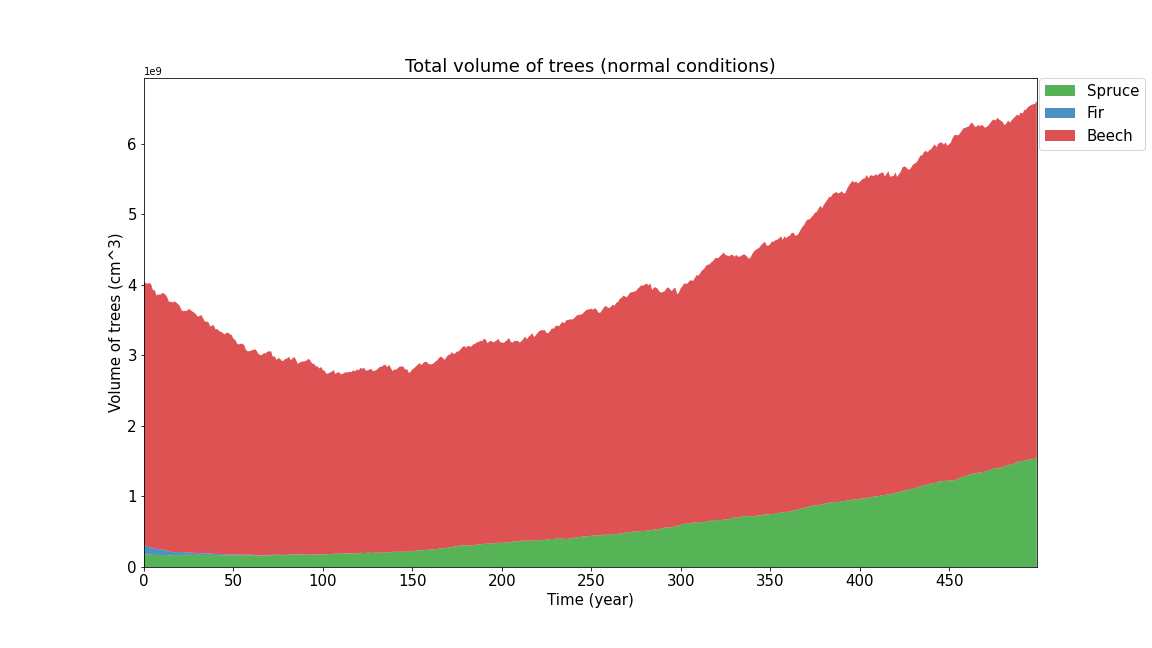 Total volume of trees (normal conditions)
1e9
Spruce
Fir
Beech
Volume of trees (cm^3)
6
5
4
3
2
1
0
0 50 100 150 200 250 300 350 400 450
Time (year)